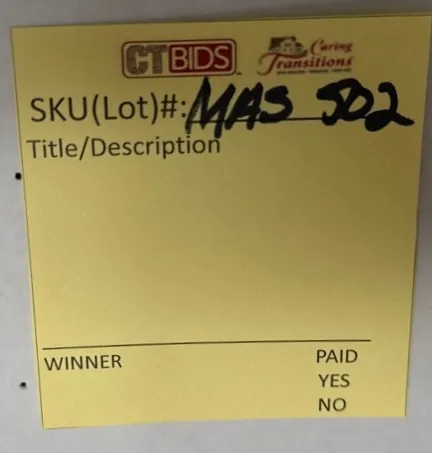 CTBIDS Caring
Transitions
SKU(Lot)#: MAS 502
Title/Description
WINNER PAID
YES
NO